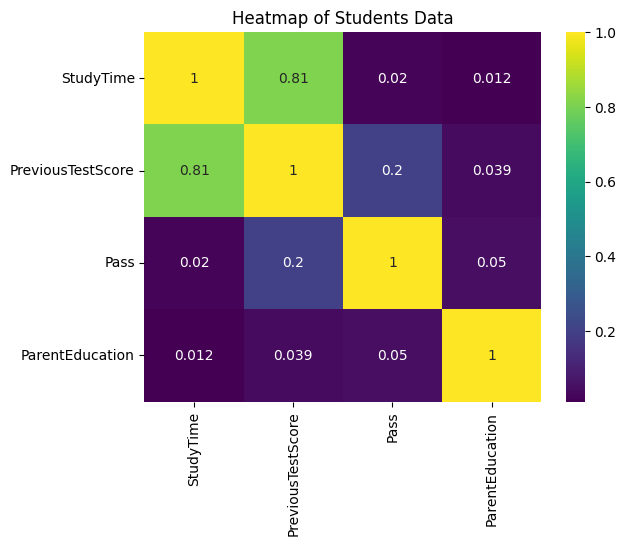 Heatmap of Students Data
StudyTime 1 0.81 0.02 0.012
PreviousTestScore 0.81 1 0.2 0.039
Pass 0.02 0.2 1 0.05
ParentEducation 0.012 0.039 0.05 1
StudyTime
PreviousTestScore
Pass
ParentEducation
1.0
0.8
0.6
0.4
0.2